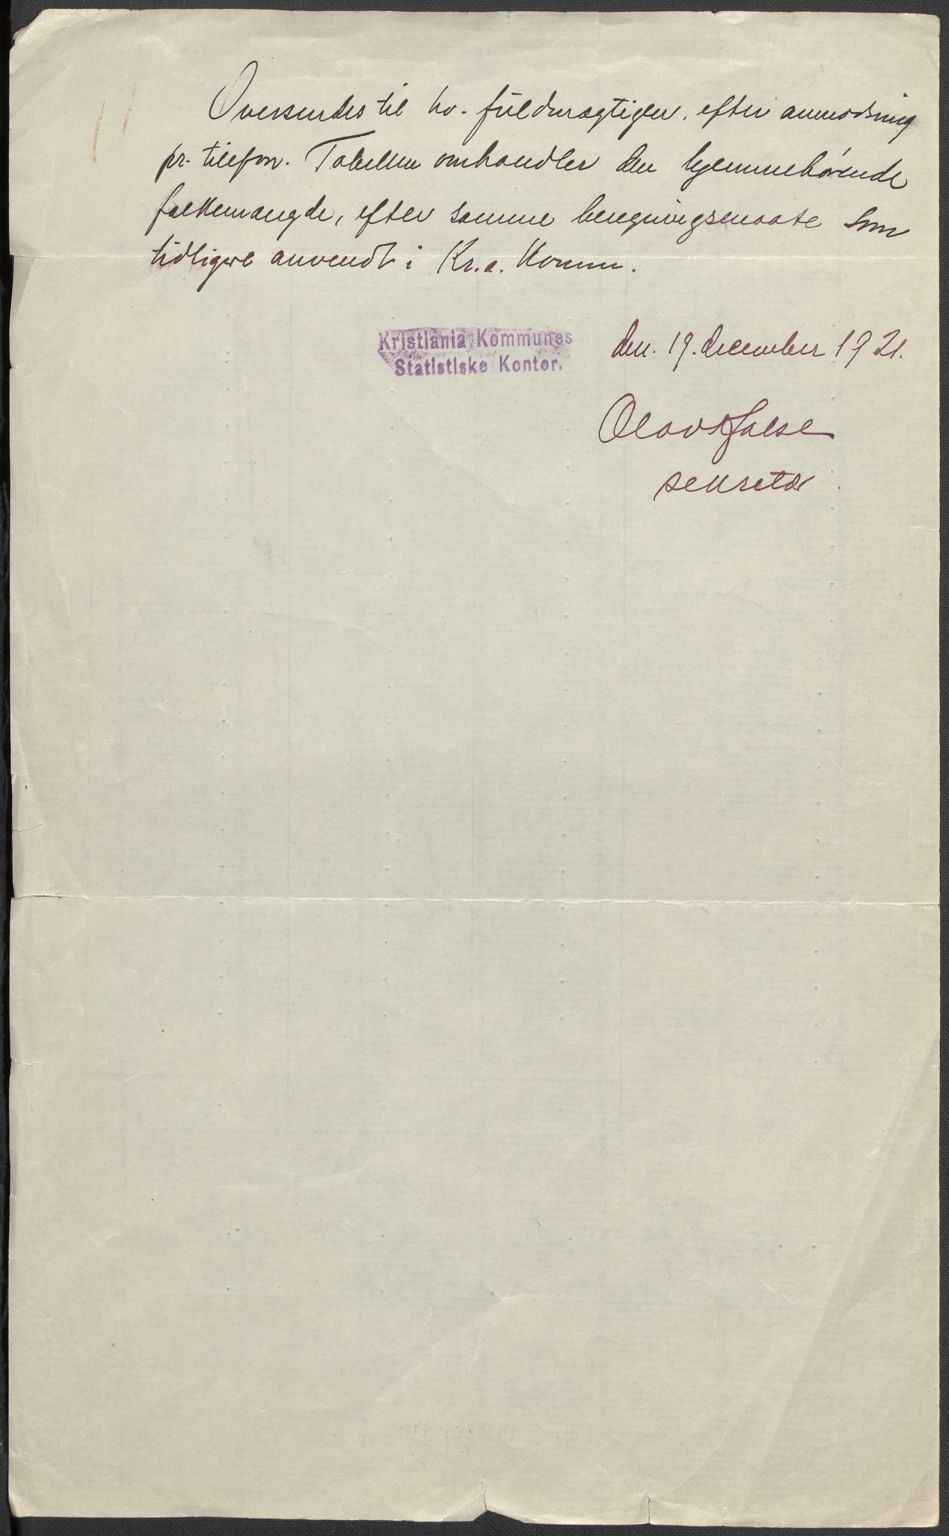 Oversendes til hr. fuldmægtigen, efter anmodning
pr. telefon. Tabellen omhandler den hjemmehørende
folkemængde, efter samme beregningsmaate som
tidligere anvendt i Kr.a. Komm.
Kristiania Kommunes
Statistiske Kontor.
den 19. december 1921.
Olav
sekretær